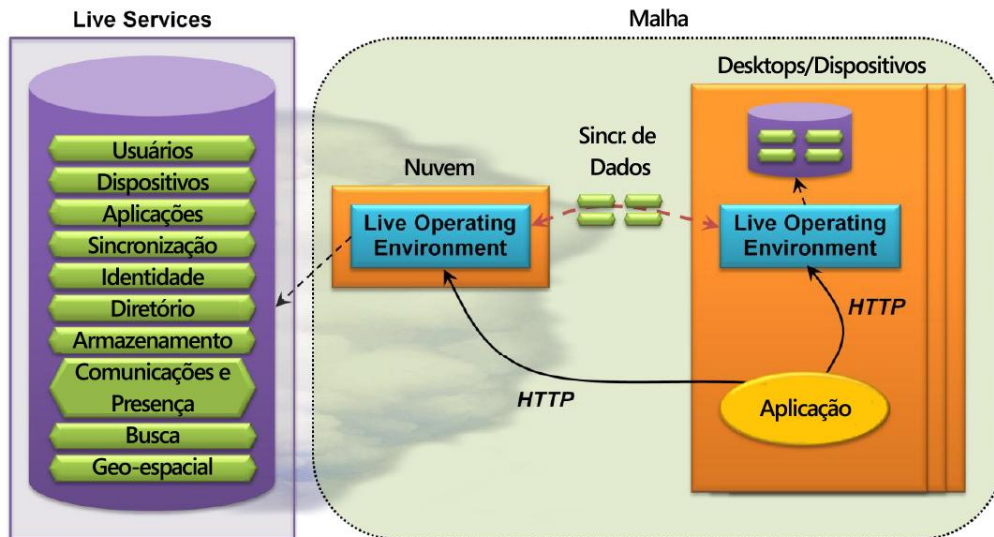 Live Services
Usuários
Dispositivos
Aplicações
Sincronização
Identidade
Diretório
Armazenamento
Comunicações e
Presença
Busca
Geo-espacial
Malha
Nuvem
Live Operating
Environment
Sincr. de
Dados
Desktops/Dispositivos
Live Operating
Environment
HTTP
HTTP
Aplicação